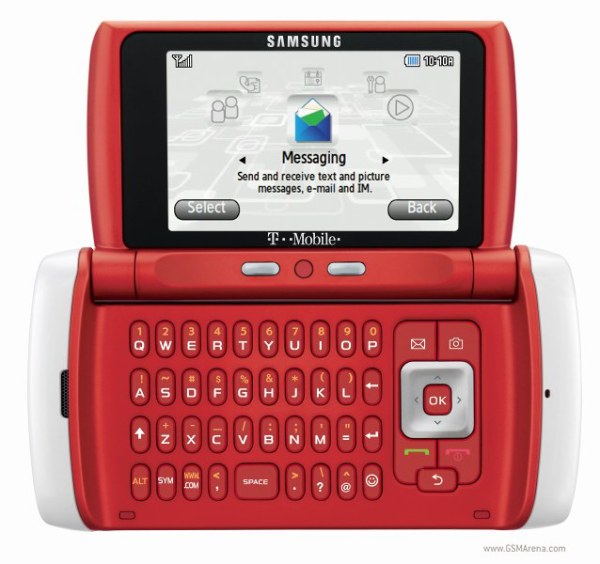 SAMSUNG
10:10A
Messaging
Send and receive text and picture
messages, e-mail and IM.
Select Back
T··Mobile·
1 2 3 4 5 6 7 8 9 0
Q W E R T Y U I O P
A S D F G H J K L
Z X C V B N M
ALT SYM WWW. .COM , SPACE . ? @
OK
www.GSMArena.com